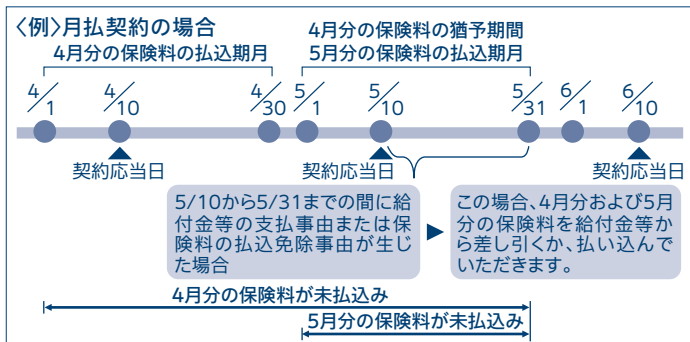 〈例〉月払契約の場合
4月分の保険料の払込期月
4月分の保険料の猶予期間
5月分の保険料の払込期月
4/1 4/10 4/30 5/1 5/10 5/31 6/1 6/10
契約応当日 契約応当日 契約応当日
5/10から5/31までの間に給
付金等の支払事由または保
険料の払込免除事由が生じ
た場合
この場合、4月分および5月
分の保険料を給付金等か
ら差し引くか、払い込んで
いただきます。
4月分の保険料が未払込み
5月分の保険料が未払込み